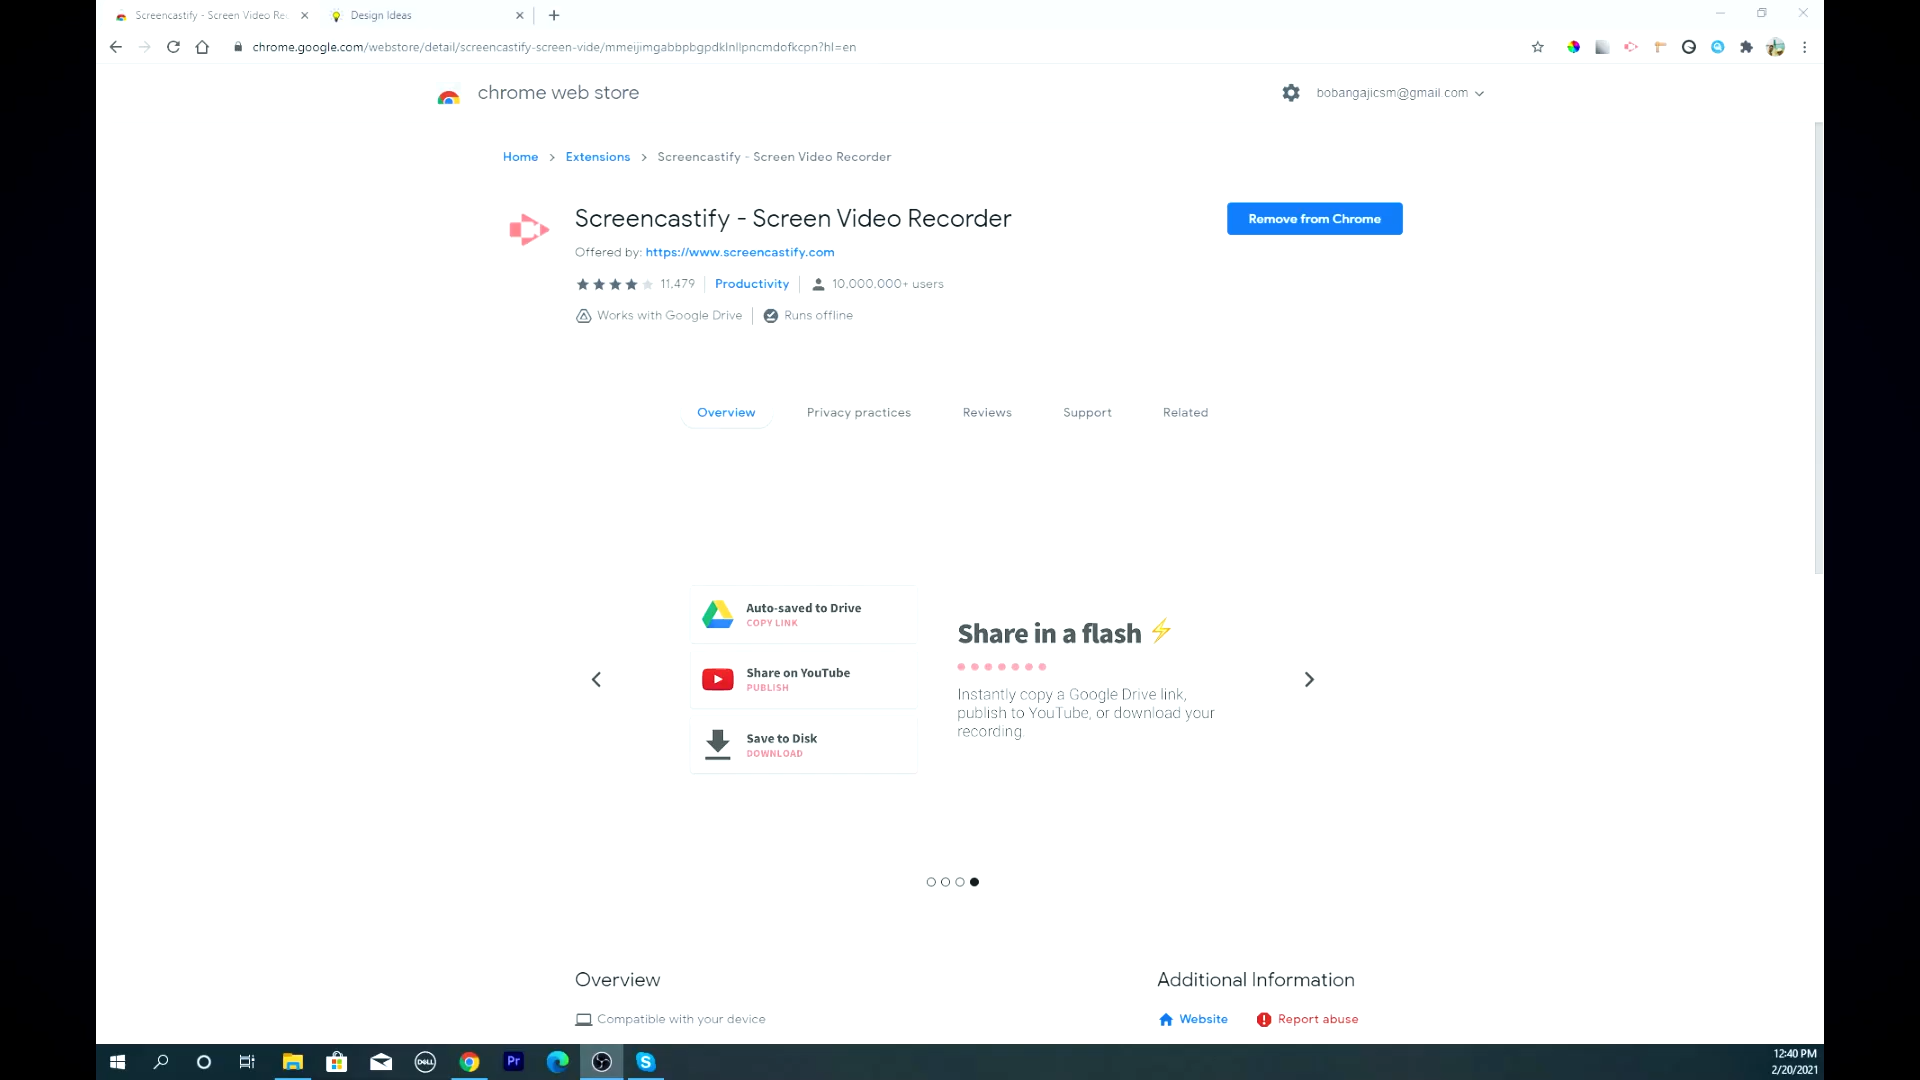 Screencastify - Screen Video Rec
Design Ideas
chrome.google.com/webstore/detail/screencastify-screen-vide/mmeijimgabbpbgpdklnllpncmdofkcpn?hl=en
chrome web store
bobangajicsm@gmail.com
Home > Extensions > Screencastify - Screen Video Recorder
Screencastify - Screen Video Recorder
Remove from Chrome
Offered by: https://www.screencastify.com
11,479
Productivity
10,000,000+ users
Works with Google Drive
Runs offline
Overview
Privacy practices
Reviews
Support
Related
Auto-saved to Drive
COPY LINK
Share on YouTube
PUBLISH
Save to Disk
DOWNLOAD
Share in a flash
Instantly copy a Google Drive link,
publish to YouTube, or download your
recording.
Overview
Compatible with your device
Additional Information
Website
Report abuse
DELL
Pr
12:40 PM
2/20/2021